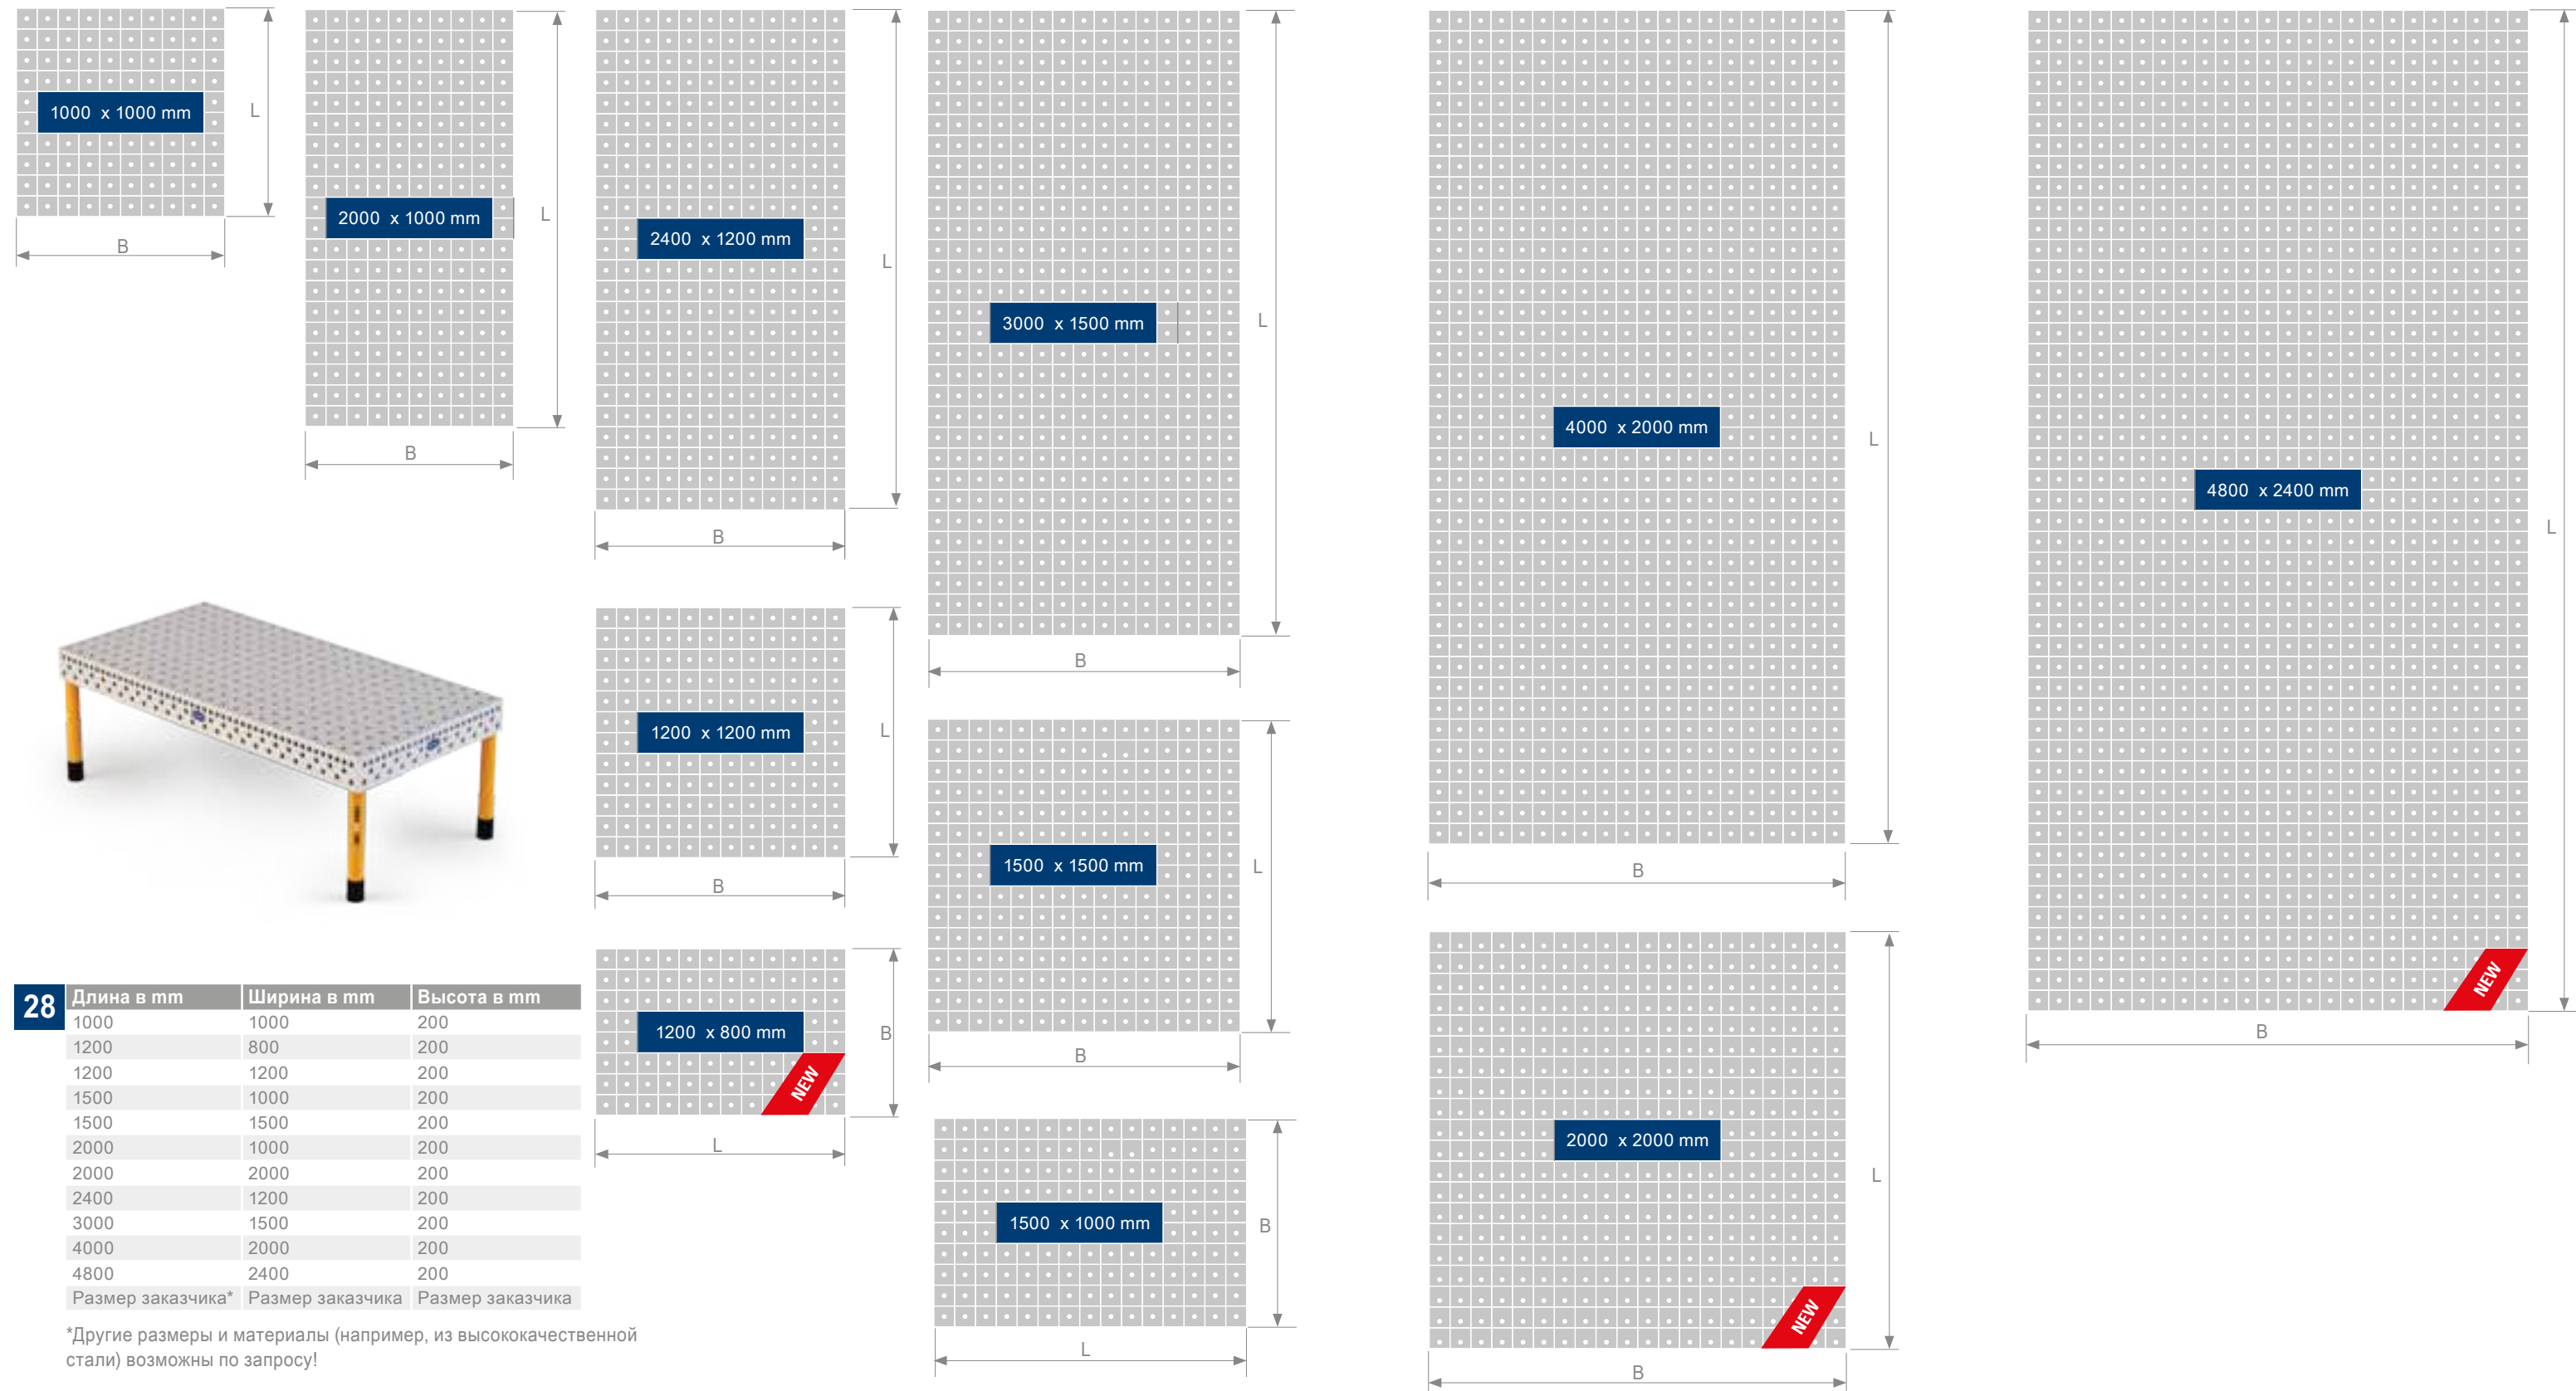 1000 x 1000 mm
L
B
2000 x 1000 mm
L
B
2400 x 1200 mm
L
B
3000 x 1500 mm
L
B
4000 x 2000 mm
L
B
4800 x 2400 mm
L
NEW
B
1200 x 1200 mm
L
B
1500 x 1500 mm
L
B
1200 x 800 mm
B
NEW
L
1500 x 1000 mm
B
L
2000 x 2000 mm
L
NEW
B
28 Длина в mm Ширина в mm Высота в mm
1000 1000 200
1200 800 200
1200 1200 200
1500 1000 200
1500 1500 200
2000 1000 200
2000 2000 200
2400 1200 200
3000 1500 200
4000 2000 200
4800 2400 200
Размер заказчика* Размер заказчика Размер заказчика
*Другие размеры и материалы (например, из высококачественной
стали) возможны по запросу!